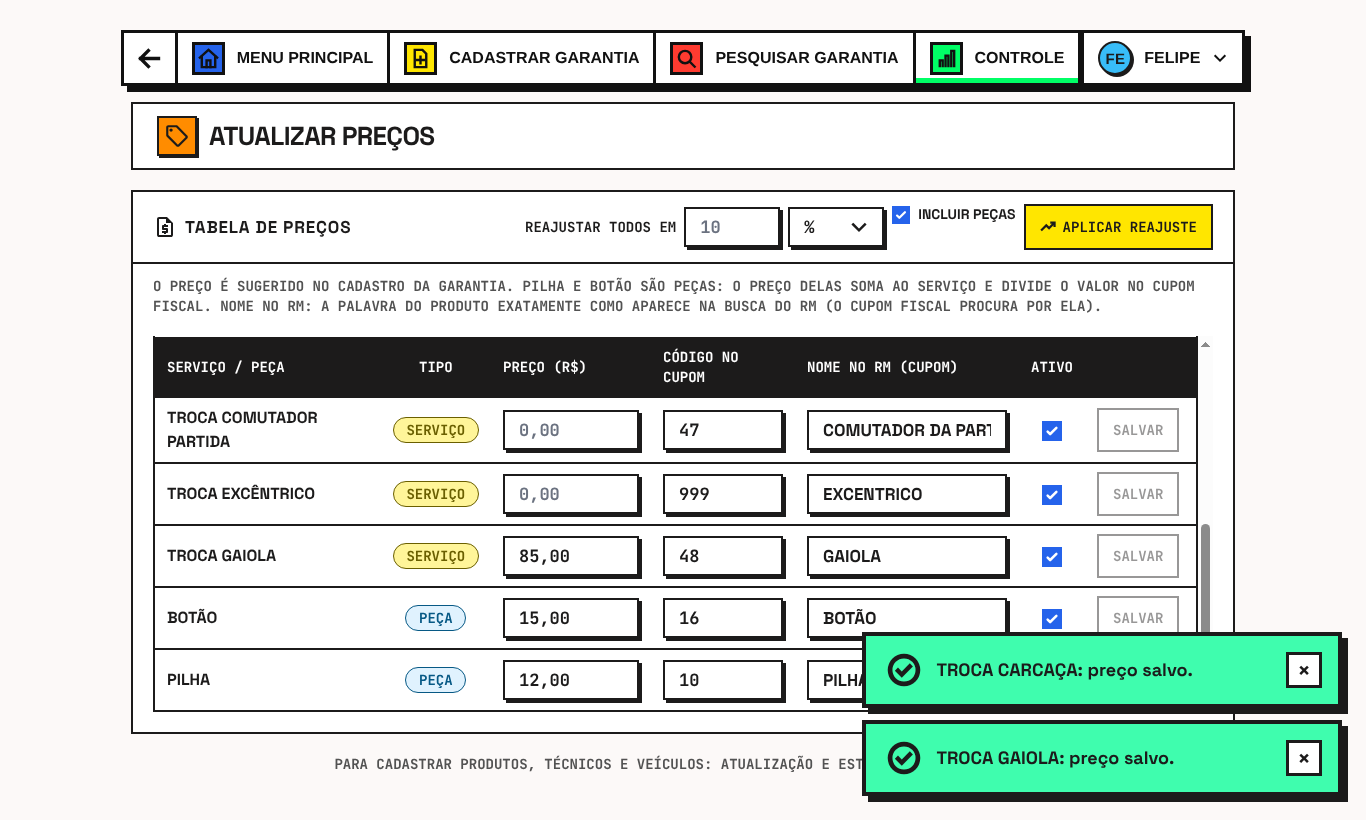 MENU PRINCIPAL
CADASTRAR GARANTIA
PESQUISAR GARANTIA
CONTROLE
FE FELIPE
ATUALIZAR PREÇOS
TABELA DE PREÇOS
REAJUSTAR TODOS EM
10
%
INCLUIR PEÇAS
APLICAR REAJUSTE
O PREÇO É SUGERIDO NO CADASTRO DA GARANTIA. PILHA E BOTÃO SÃO PEÇAS: O PREÇO DELAS SOMA AO SERVIÇO E DIVIDE O VALOR NO CUPOM
FISCAL. NOME NO RM: A PALAVRA DO PRODUTO EXATAMENTE COMO APARECE NA BUSCA DO RM (O CUPOM FISCAL PROCURA POR ELA).
SERVIÇO / PEÇA
TIPO
PREÇO (R$)
CÓDIGO NO
CUPOM
NOME NO RM (CUPOM)
ATIVO
TROCA COMUTADOR
PARTIDA
SERVIÇO
0,00
47
COMUTADOR DA PART
SALVAR
TROCA EXCÊNTRICO
SERVIÇO
0,00
999
EXCENTRICO
SALVAR
TROCA GAIOLA
SERVIÇO
85,00
48
GAIOLA
SALVAR
BOTÃO
PEÇA
15,00
16
BOTÃO
SALVAR
PILHA
PEÇA
12,00
10
PILHA
TROCA CARCAÇA: preço salvo.
×
TROCA GAIOLA: preço salvo.
×
PARA CADASTRAR PRODUTOS, TÉCNICOS E VEÍCULOS: ATUALIZAÇÃO E EST